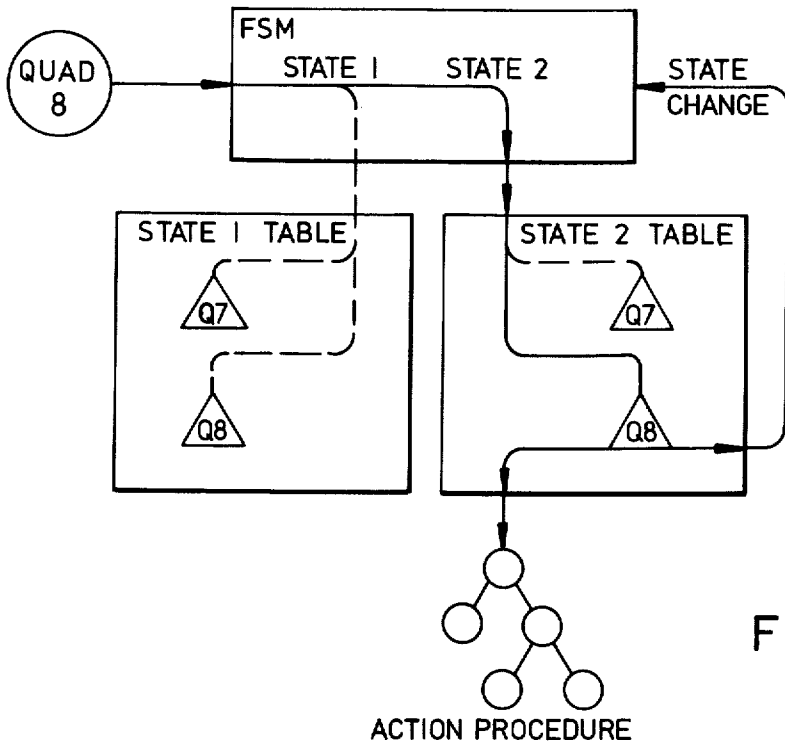 FSM
QUAD
8
STATE 1
STATE 2
STATE
CHANGE
STATE 1 TABLE
STATE 2 TABLE
Q7
Q7
Q8
Q8
F
ACTION PROCEDURE